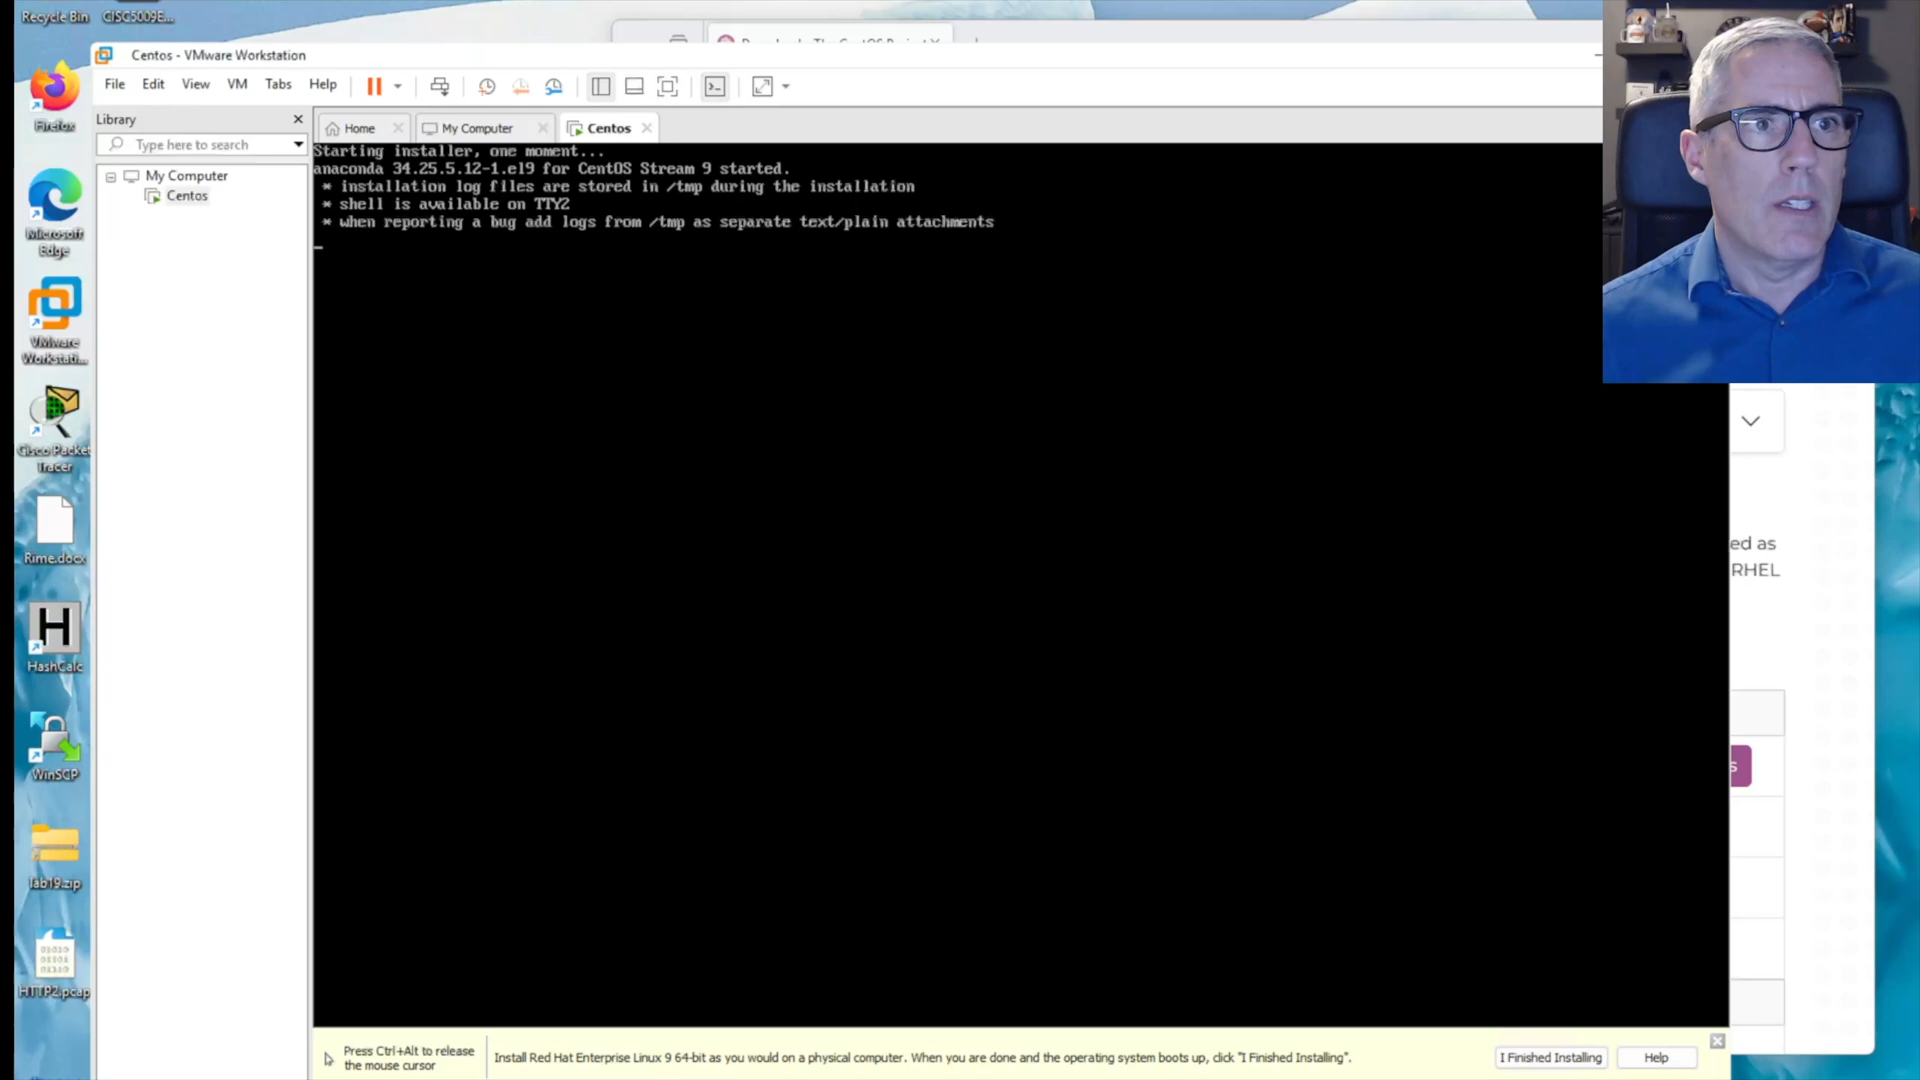 Recycle Bin
CISC5009E...
Centos - VMware Workstation
File Edit View VM Tabs Help
Library
Type here to search
My Computer
Centos
Home
My Computer
Centos
Starting installer, one moment...
anaconda 34.25.5.12-1.el9 for CentOS Stream 9 started.
* installation log files are stored in /tmp during the installation
* shell is available on TTY2
* when reporting a bug add logs from /tmp as separate text/plain attachments
Firefox
Microsoft
Edge
VMware
Workstati...
Cisco Packet
Tracer
Rime.docx
H
HashCalc
WinSCP
lab19.zip
01010
01101
01110
HTTP2.pcap
ed as
RHEL
s
Press Ctrl+Alt to release
the mouse cursor
Install Red Hat Enterprise Linux 9 64-bit as you would on a physical computer. When you are done and the operating system boots up, click "I Finished Installing".
I Finished Installing
Help